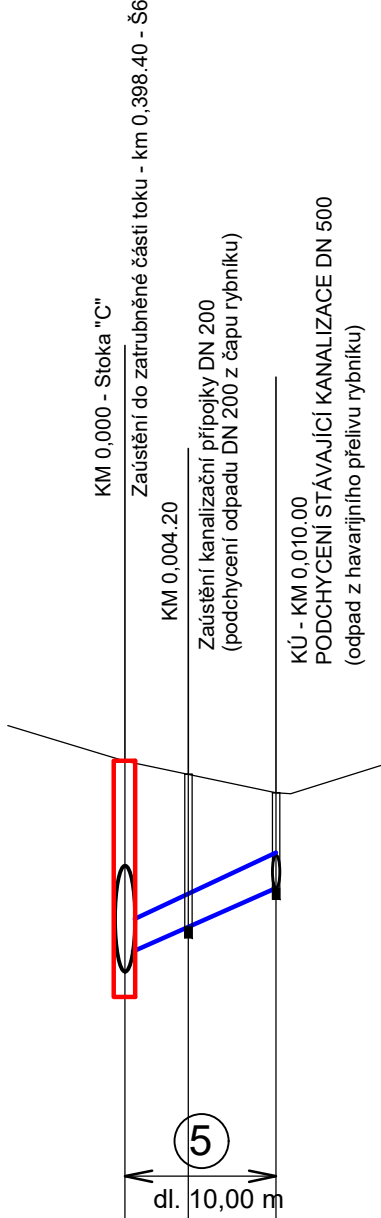 KM 0,000 - Stoka "C"
Zaústění do zatrubněné části toku - km 0,398.40 - Š6
KM 0,004.20
Zaústění kanalizační přípojky DN 200
(podchycení odpadu DN 200 z čapu rybníku)
KÚ - KM 0,010.00
PODCHYCENÍ STÁVAJÍCÍ KANALIZACE DN 500
(odpad z havarijního přelivu rybníku)
5
dl. 10,00 m